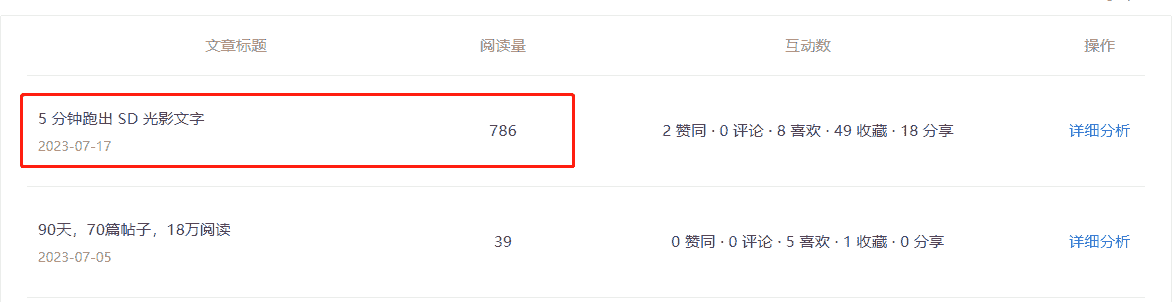 文章标题 阅读量 互动数 操作
5 分钟跑出 SD 光影文字
2023-07-17
786
2 赞同 · 0 评论 · 8 喜欢 · 49 收藏 · 18 分享
详细分析
90天，70篇帖子，18万阅读
2023-07-05
39
0 赞同 · 0 评论 · 5 喜欢 · 1 收藏 · 0 分享
详细分析